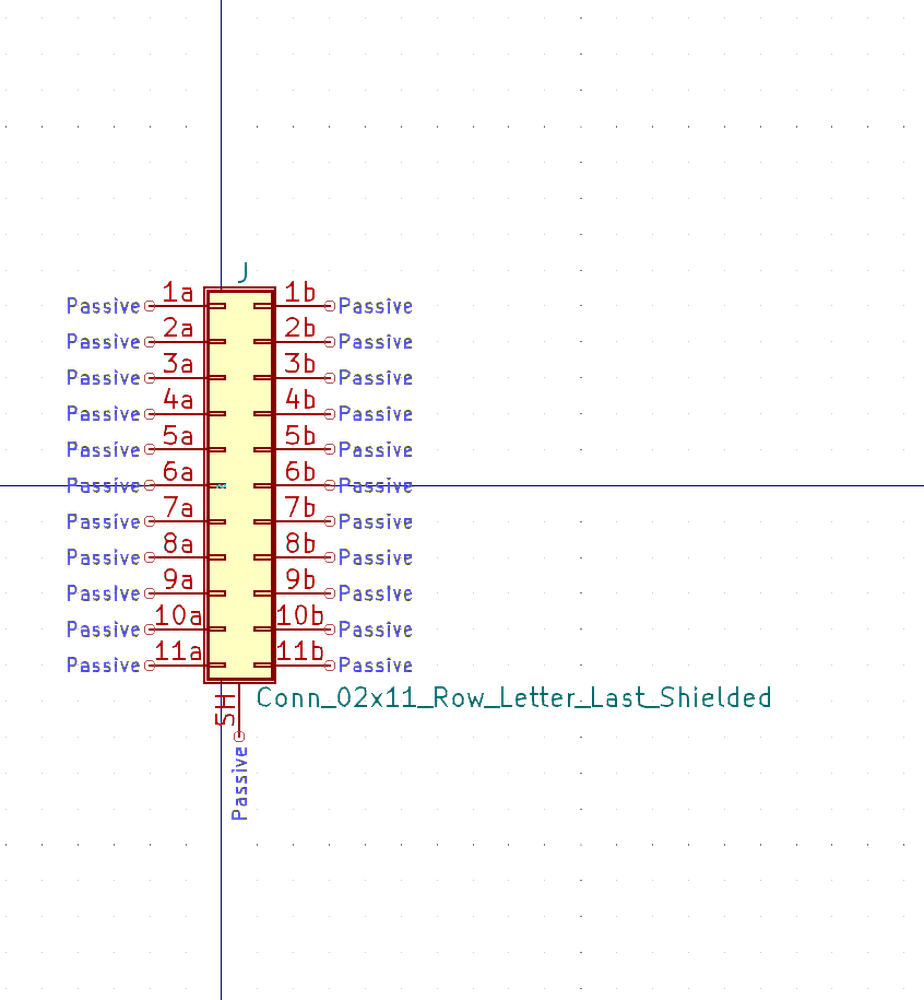 J
Passive 1a 1b Passive
Passive 2a 2b Passive
Passive 3a 3b Passive
Passive 4a 4b Passive
Passive 5a 5b Passive
Passive 6a 6b Passive
Passive 7a 7b Passive
Passive 8a 8b Passive
Passive 9a 9b Passive
Passive 10a 10b Passive
Passive 11a 11b Passive
SH
Conn_02x11_Row_Letter_Last_Shielded
Passive